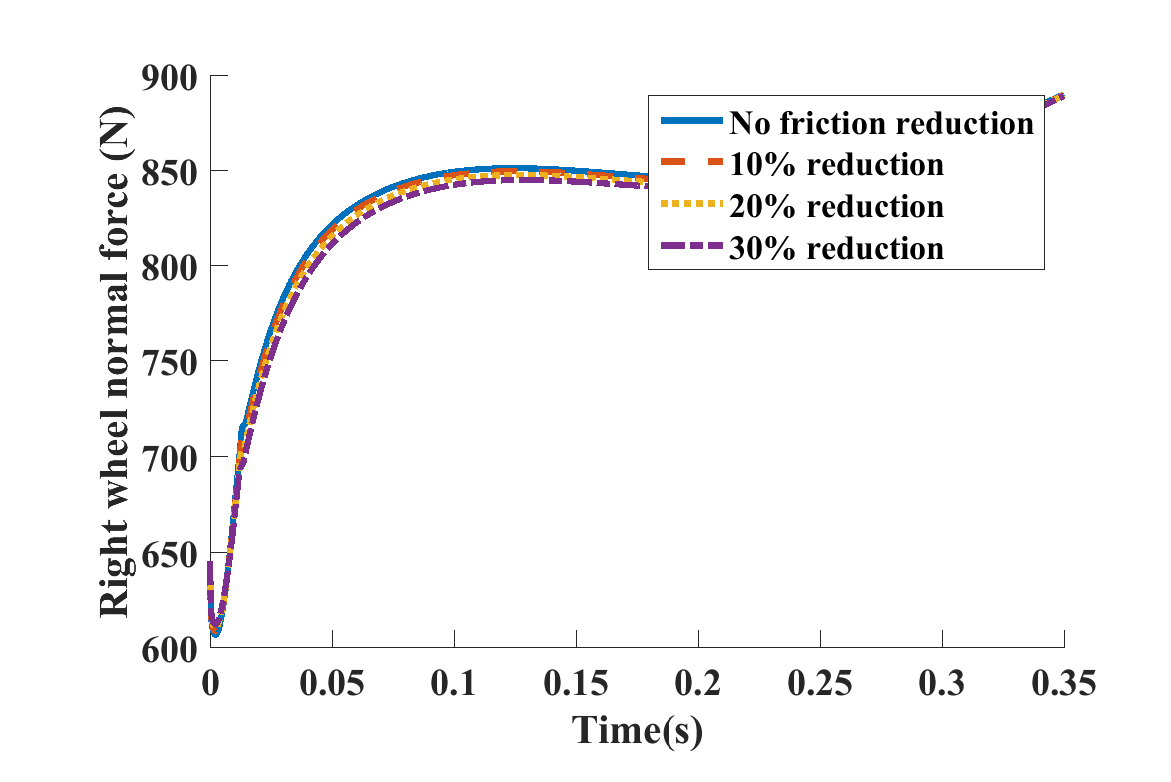 Right wheel normal force (N)
900
850
800
750
700
650
600
No friction reduction
10% reduction
20% reduction
30% reduction
0 0.05 0.1 0.15 0.2 0.25 0.3 0.35
Time(s)